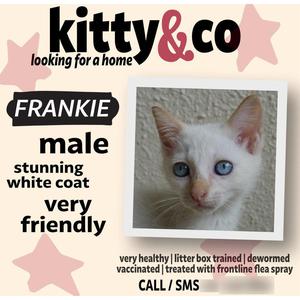 kitty&co
looking for a home
FRANKIE
male
stunning
white coat
very
friendly
very healthy | litter box trained | dewormed
vaccinated | treated with frontline flea spray
CALL / SMS